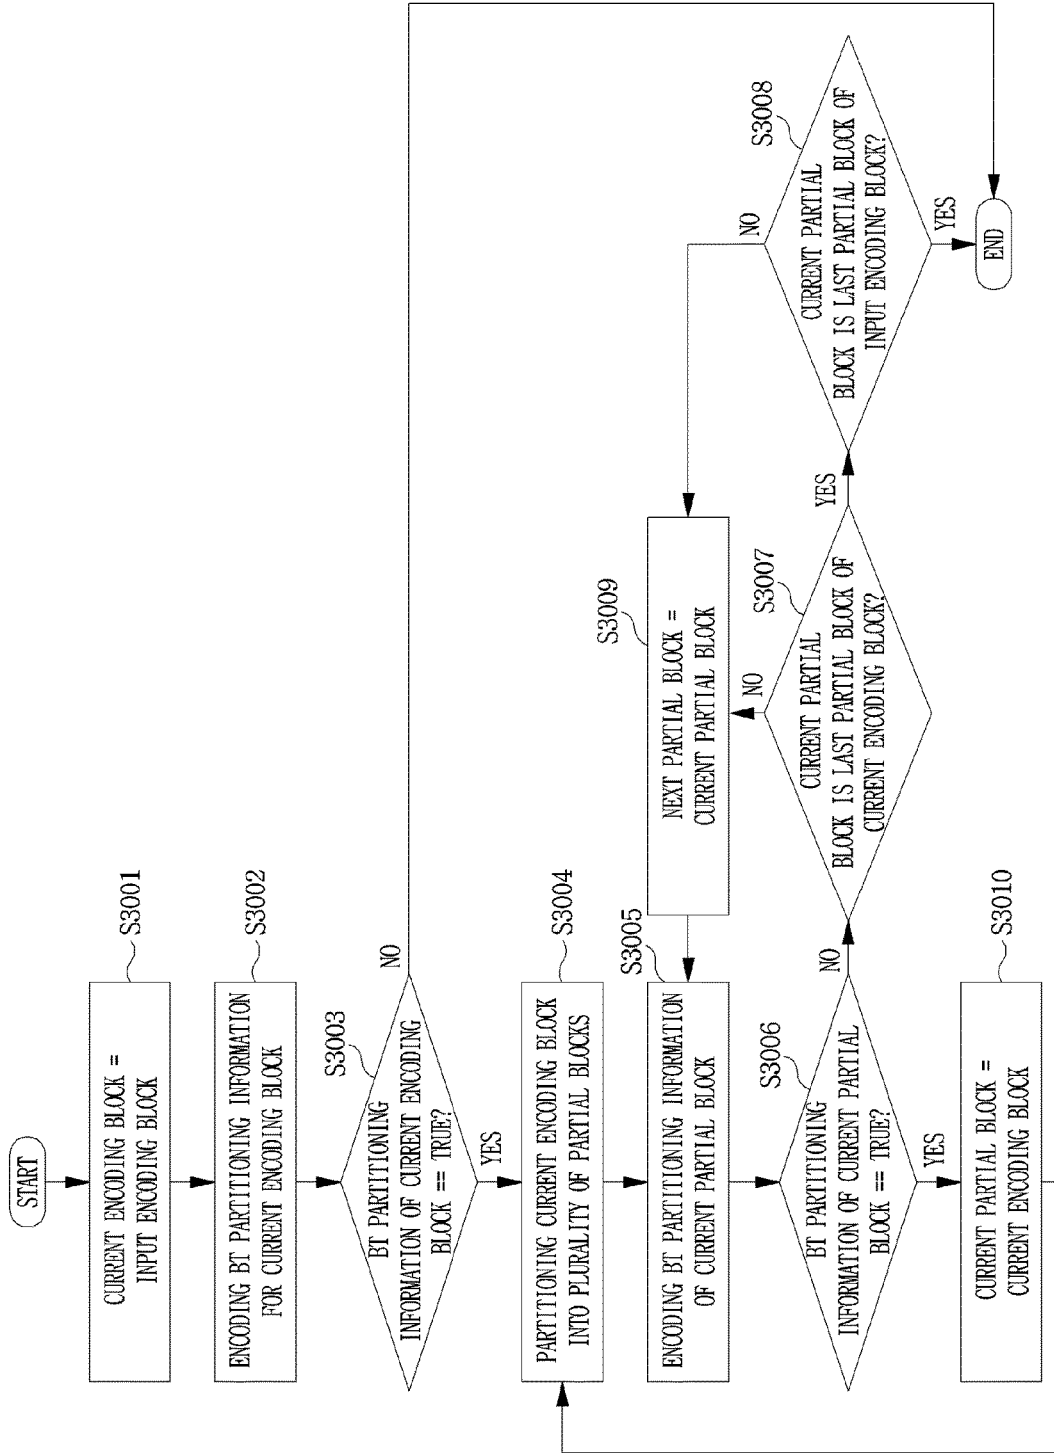 START
CURRENT ENCODING BLOCK =
INPUT ENCODING BLOCK
S3001
ENCODING BT PARTITIONING INFORMATION
FOR CURRENT ENCODING BLOCK
S3002
BT PARTITIONING
INFORMATION OF CURRENT ENCODING
BLOCK == TRUE?
S3003
NO
YES
PARTITIONING CURRENT ENCODING BLOCK
INTO PLURALITY OF PARTIAL BLOCKS
S3004
ENCODING BT PARTITIONING INFORMATION
OF CURRENT PARTIAL BLOCK
S3005
BT PARTITIONING
INFORMATION OF CURRENT PARTIAL
BLOCK == TRUE?
S3006
NO
YES
CURRENT PARTIAL BLOCK =
CURRENT ENCODING BLOCK
S3010
NEXT PARTIAL BLOCK =
CURRENT PARTIAL BLOCK
S3009
NO
CURRENT PARTIAL
BLOCK IS LAST PARTIAL BLOCK OF
CURRENT ENCODING BLOCK?
S3007
YES
NO
CURRENT PARTIAL
BLOCK IS LAST PARTIAL BLOCK OF
INPUT ENCODING BLOCK?
S3008
YES
END